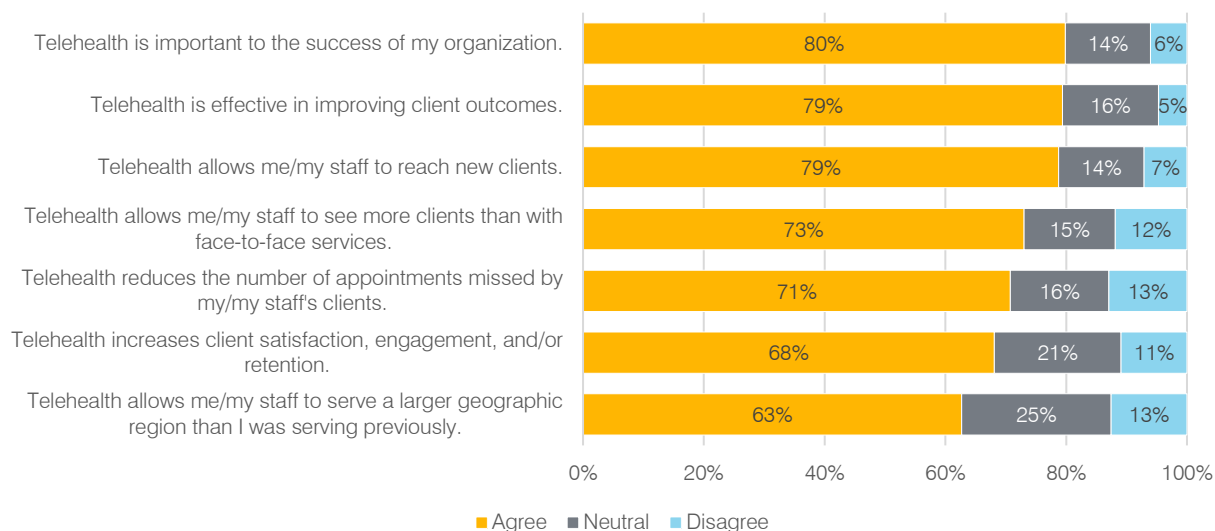 Telehealth is important to the success of my organization.
80% 14% 6%
Telehealth is effective in improving client outcomes.
79% 16% 5%
Telehealth allows me/my staff to reach new clients.
79% 14% 7%
Telehealth allows me/my staff to see more clients than with
face-to-face services.
73% 15% 12%
Telehealth reduces the number of appointments missed by
my/my staff's clients.
71% 16% 13%
Telehealth increases client satisfaction, engagement, and/or
retention.
68% 21% 11%
Telehealth allows me/my staff to serve a larger geographic
region than I was serving previously.
63% 25% 13%
0% 20% 40% 60% 80% 100%
Agree Neutral Disagree